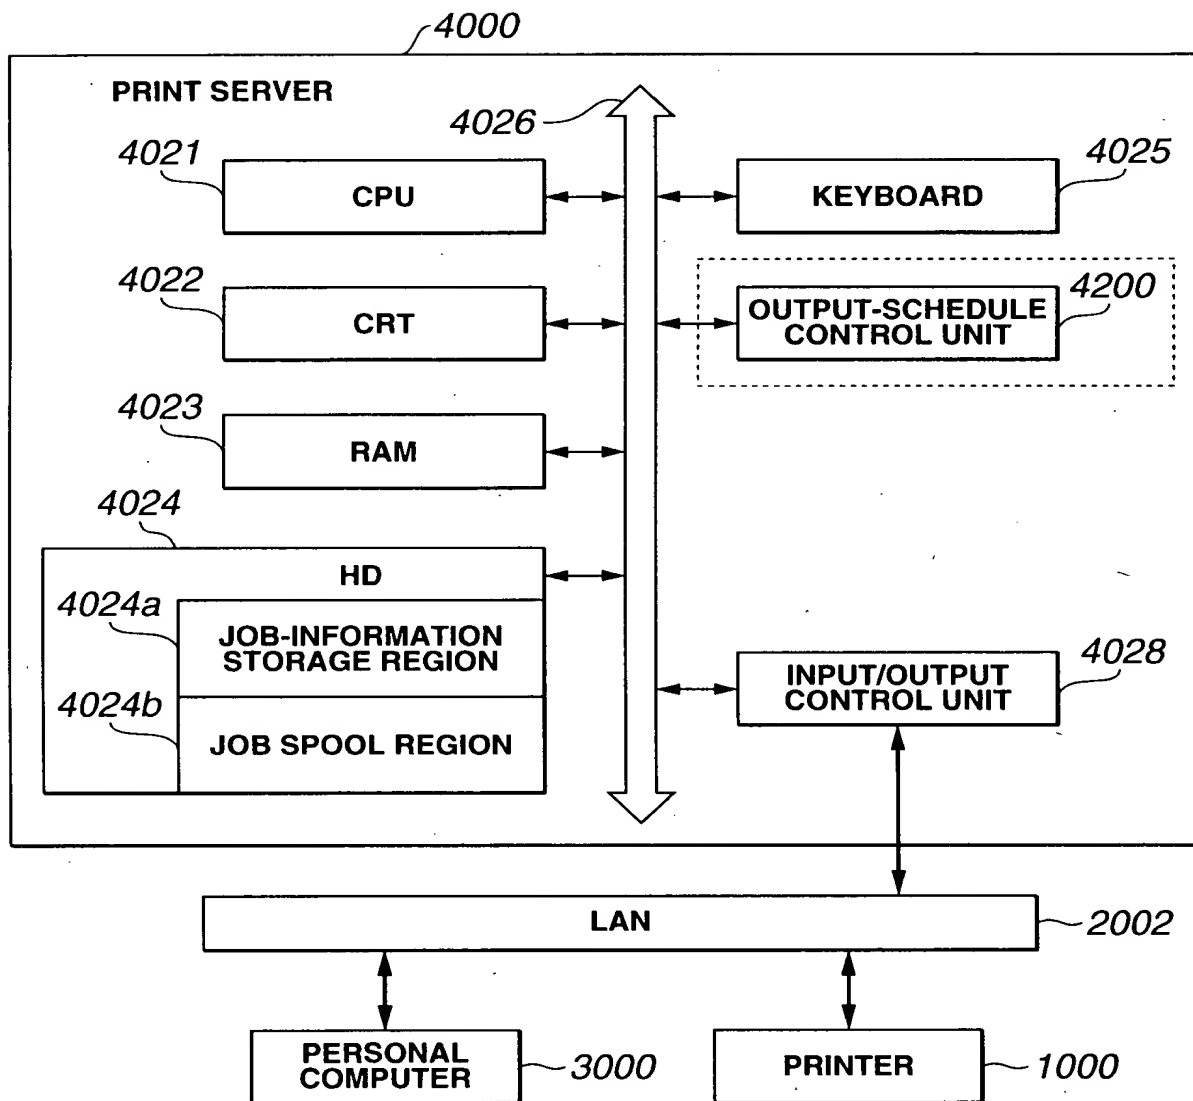 4000
PRINT SERVER
4026
4021
CPU
KEYBOARD
4025
4022
CRT
OUTPUT-SCHEDULE
CONTROL UNIT
4200
4023
RAM
4024
HD
4024a
JOB-INFORMATION
STORAGE REGION
4024b
JOB SPOOL REGION
INPUT/OUTPUT
CONTROL UNIT
4028
LAN
2002
PERSONAL
COMPUTER
3000
PRINTER
1000